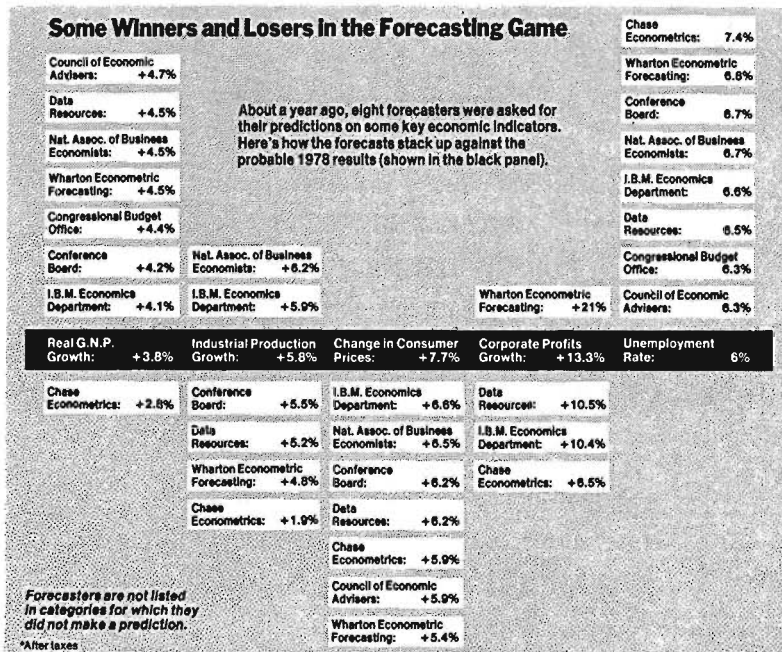 Some Winners and Losers in the Forecasting Game
About a year ago, eight forecasters were asked for
their predictions on some key economic indicators.
Here's how the forecasts stack up against the
probable 1978 results (shown in the black panel).
Council of Economic
Advisers: +4.7%
Data
Resources: +4.5%
Nat. Assoc. of Business
Economists: +4.5%
Wharton Econometric
Forecasting: +4.5%
Congressional Budget
Office: +4.4%
Conference
Board: +4.2%
I.B.M. Economics
Department: +4.1%
Nat. Assoc. of Business
Economists: +6.2%
I.B.M. Economics
Department: +5.9%
Wharton Econometric
Forecasting: +21%
Chase
Econometrics: 7.4%
Wharton Econometric
Forecasting: 6.8%
Conference
Board: 6.7%
Nat. Assoc. of Business
Economists: 6.7%
I.B.M. Economics
Department: 6.6%
Data
Resources: 6.5%
Congressional Budget
Office: 6.3%
Council of Economic
Advisers: 6.3%
Real G.N.P.
Growth: +3.8%
Industrial Production
Growth: +5.8%
Change in Consumer
Prices: +7.7%
Corporate Profits
Growth: +13.3%
Unemployment
Rate: 6%
Chase
Econometrics: +2.8%
Conference
Board: +5.5%
Data
Resources: +5.2%
Wharton Econometric
Forecasting: +4.8%
Chase
Econometrics: +1.9%
I.B.M. Economics
Department: +6.6%
Nat. Assoc. of Business
Economists: +6.5%
Conference
Board: +6.2%
Data
Resources: +6.2%
Chase
Econometrics: +5.9%
Council of Economic
Advisers: +5.9%
Wharton Econometric
Forecasting: +5.4%
Data
Resources: +10.5%
I.B.M. Economics
Department: +10.4%
Chase
Econometrics: +6.5%
Forecasters are not listed
in categories for which they
did not make a prediction.
*After taxes